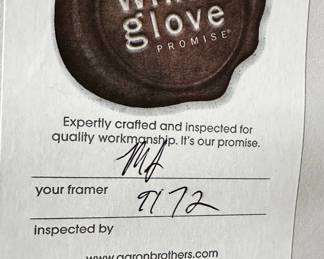 white
glove
PROMISE®
Expertly crafted and inspected for
quality workmanship. It's our promise.
your framer
inspected by
www.aaronbrothers.com